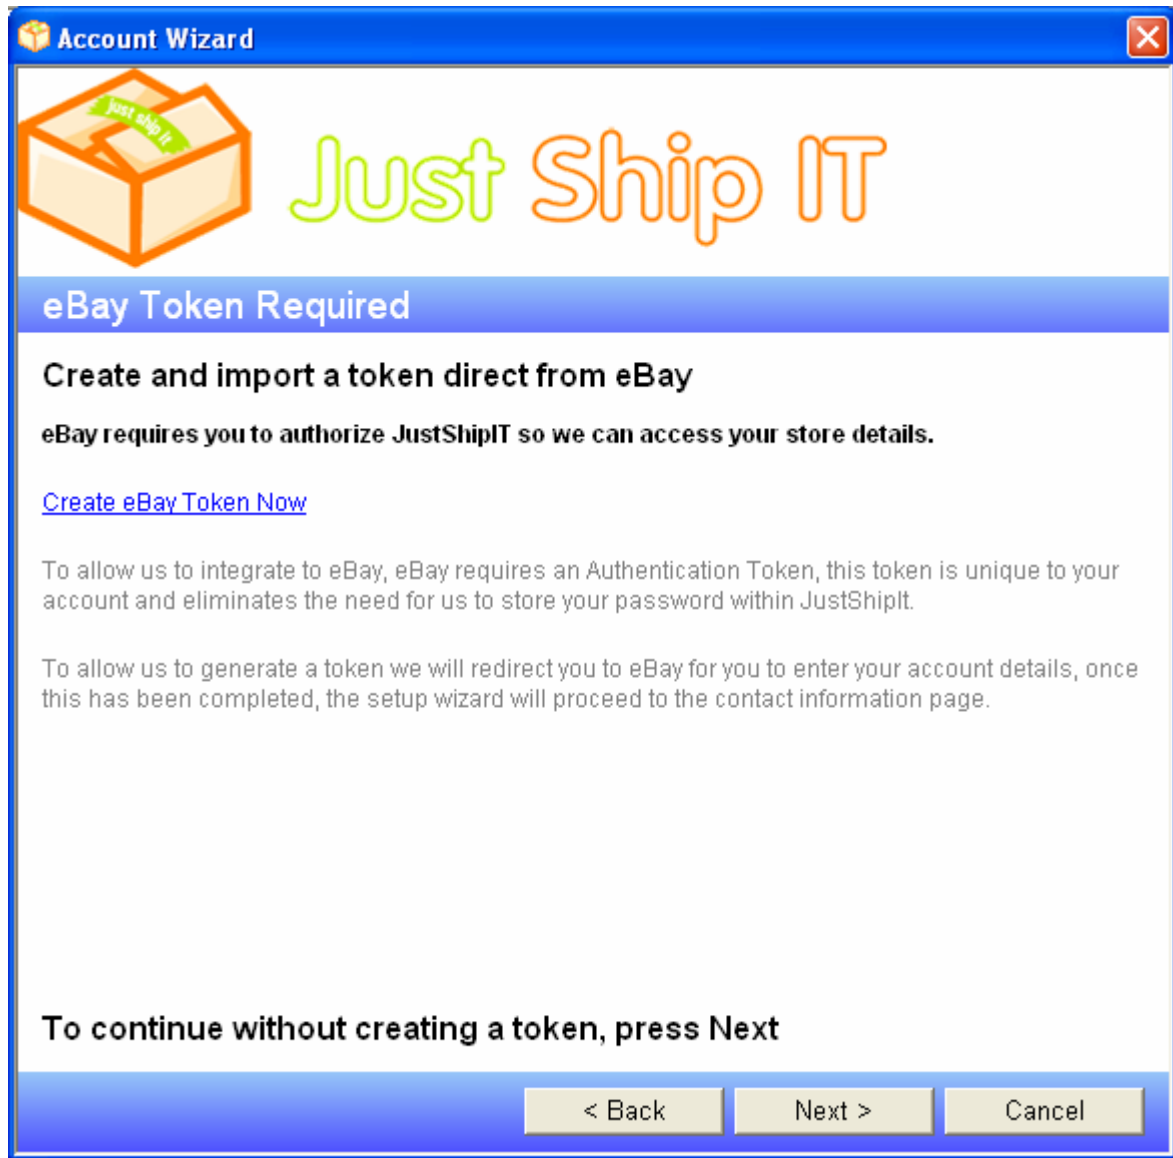 Account Wizard
just ship it
Just Ship IT
eBay Token Required
Create and import a token direct from eBay
eBay requires you to authorize JustShipIT so we can access your store details.
Create eBay Token Now
To allow us to integrate to eBay, eBay requires an Authentication Token, this token is unique to your
account and eliminates the need for us to store your password within JustShipIt.
To allow us to generate a token we will redirect you to eBay for you to enter your account details, once
this has been completed, the setup wizard will proceed to the contact information page.
To continue without creating a token, press Next
< Back
Next >
Cancel